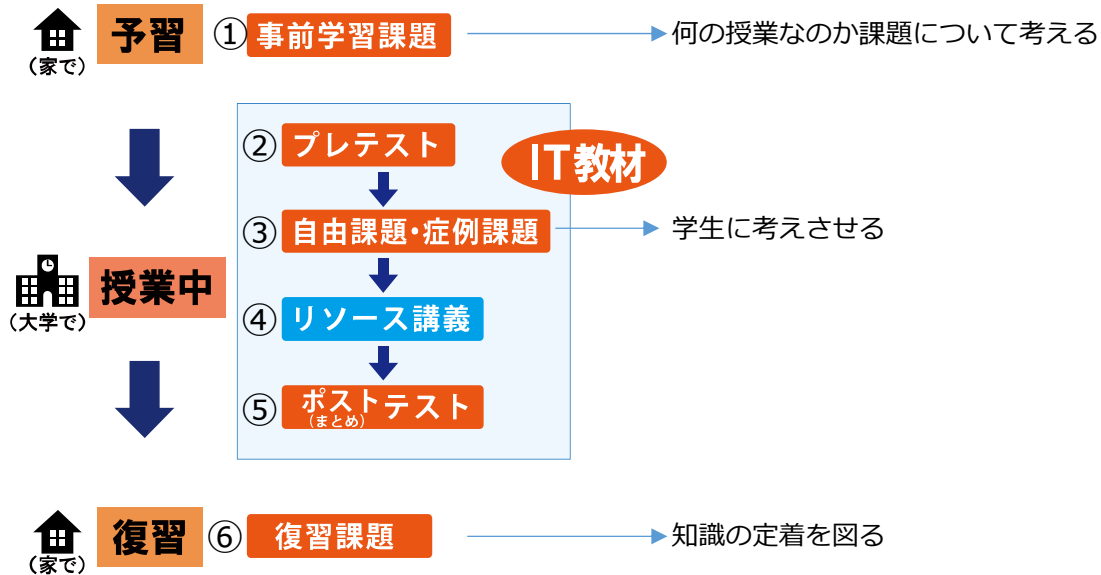 予習 ① 事前学習課題 何の授業なのか課題について考える
(家で)
② プレテスト
IT教材
③ 自由課題・症例課題 学生に考えさせる
授業中
(大学で)
④ リソース講義
⑤ ポストテスト
(まとめ)
復習 ⑥ 復習課題 知識の定着を図る
(家で)